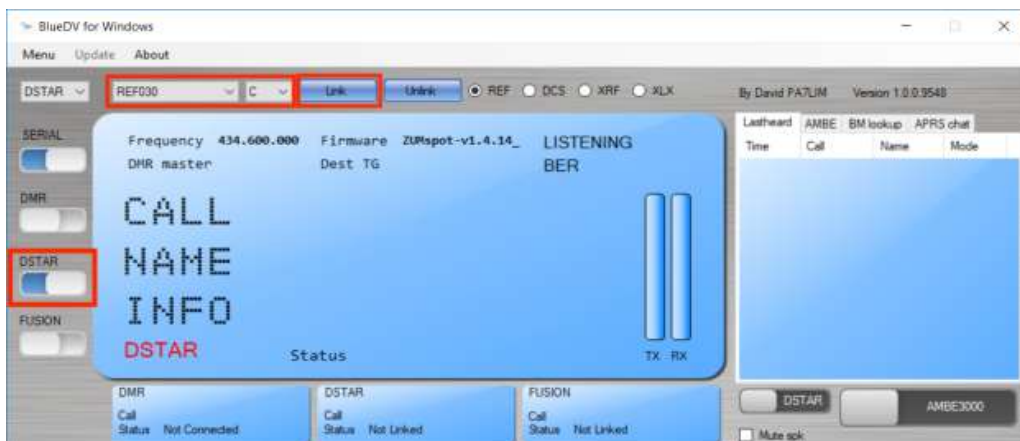 BlueDV for Windows
Menu Update About
DSTAR REF030 C Link Unlink REF DCS XRF XLX By David PA7LIM Version 1.0.0.9548
SERIAL
DMR
DSTAR
FUSION
Frequency 434.600.000 Firmware ZUMspot-v1.4.14_ LISTENING
DMR master Dest TG BER
CALL
NAME
INFO
DSTAR Status TX RX
Lastheard AMBE BM lookup APRS chat
Time Call Name Mode
DMR
Call
Status Not Connected
DSTAR
Call
Status Not Linked
FUSION
Call
Status Not Linked
DSTAR AMBE3000
Mute spk